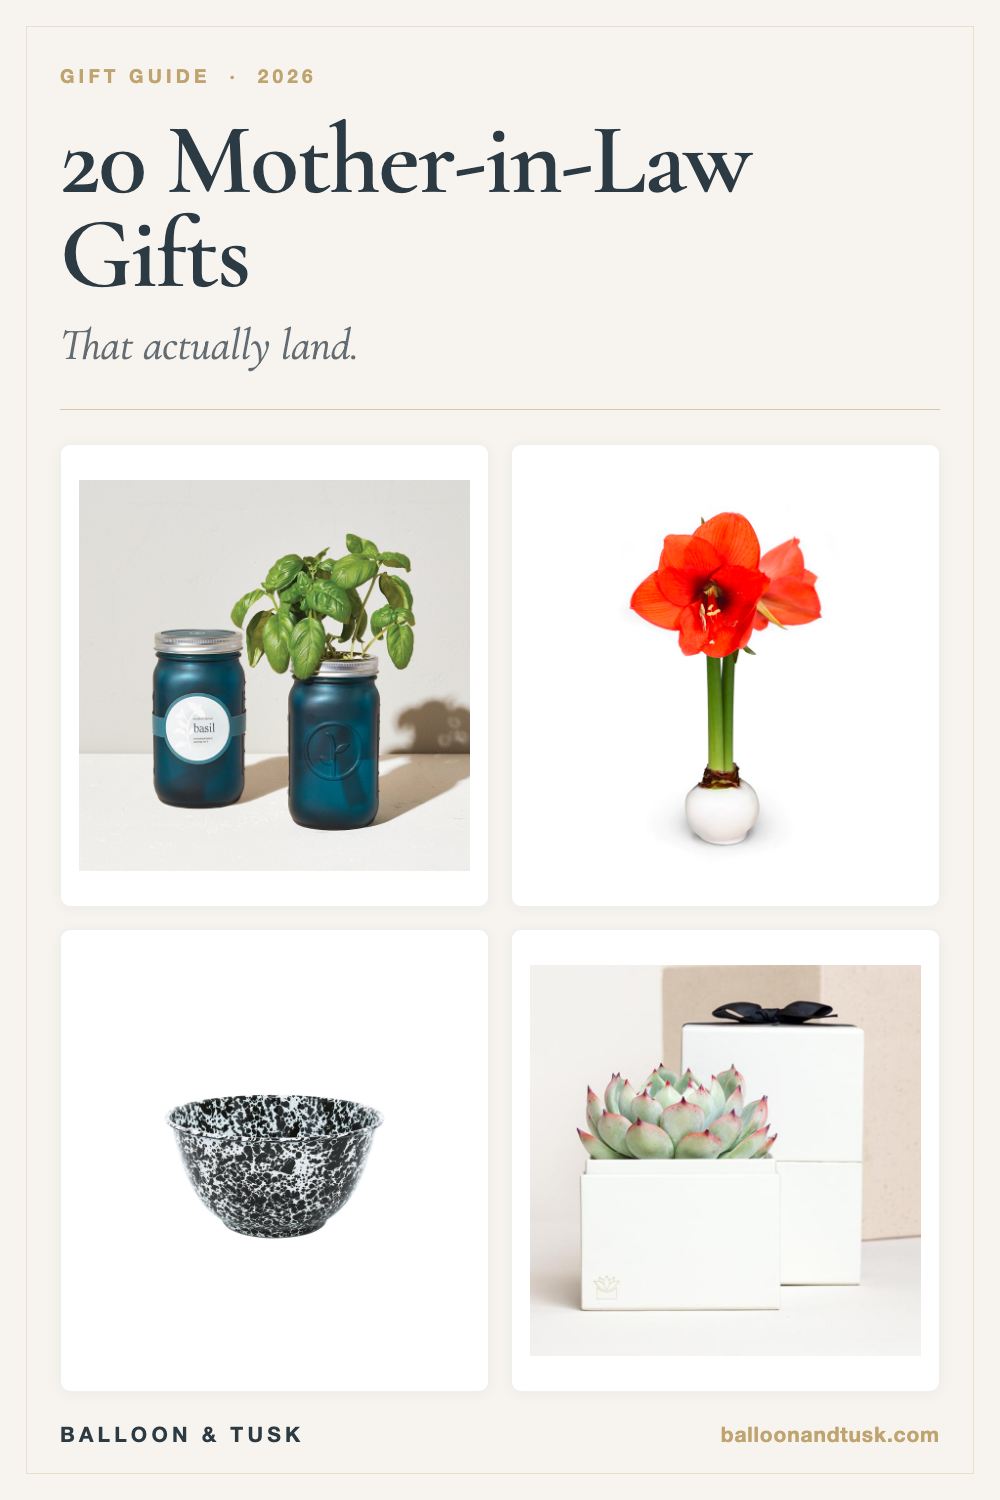 GIFT GUIDE · 2026
20 Mother-in-Law
Gifts
That actually land.
basil
BALLOON & TUSK
balloonandtusk.com